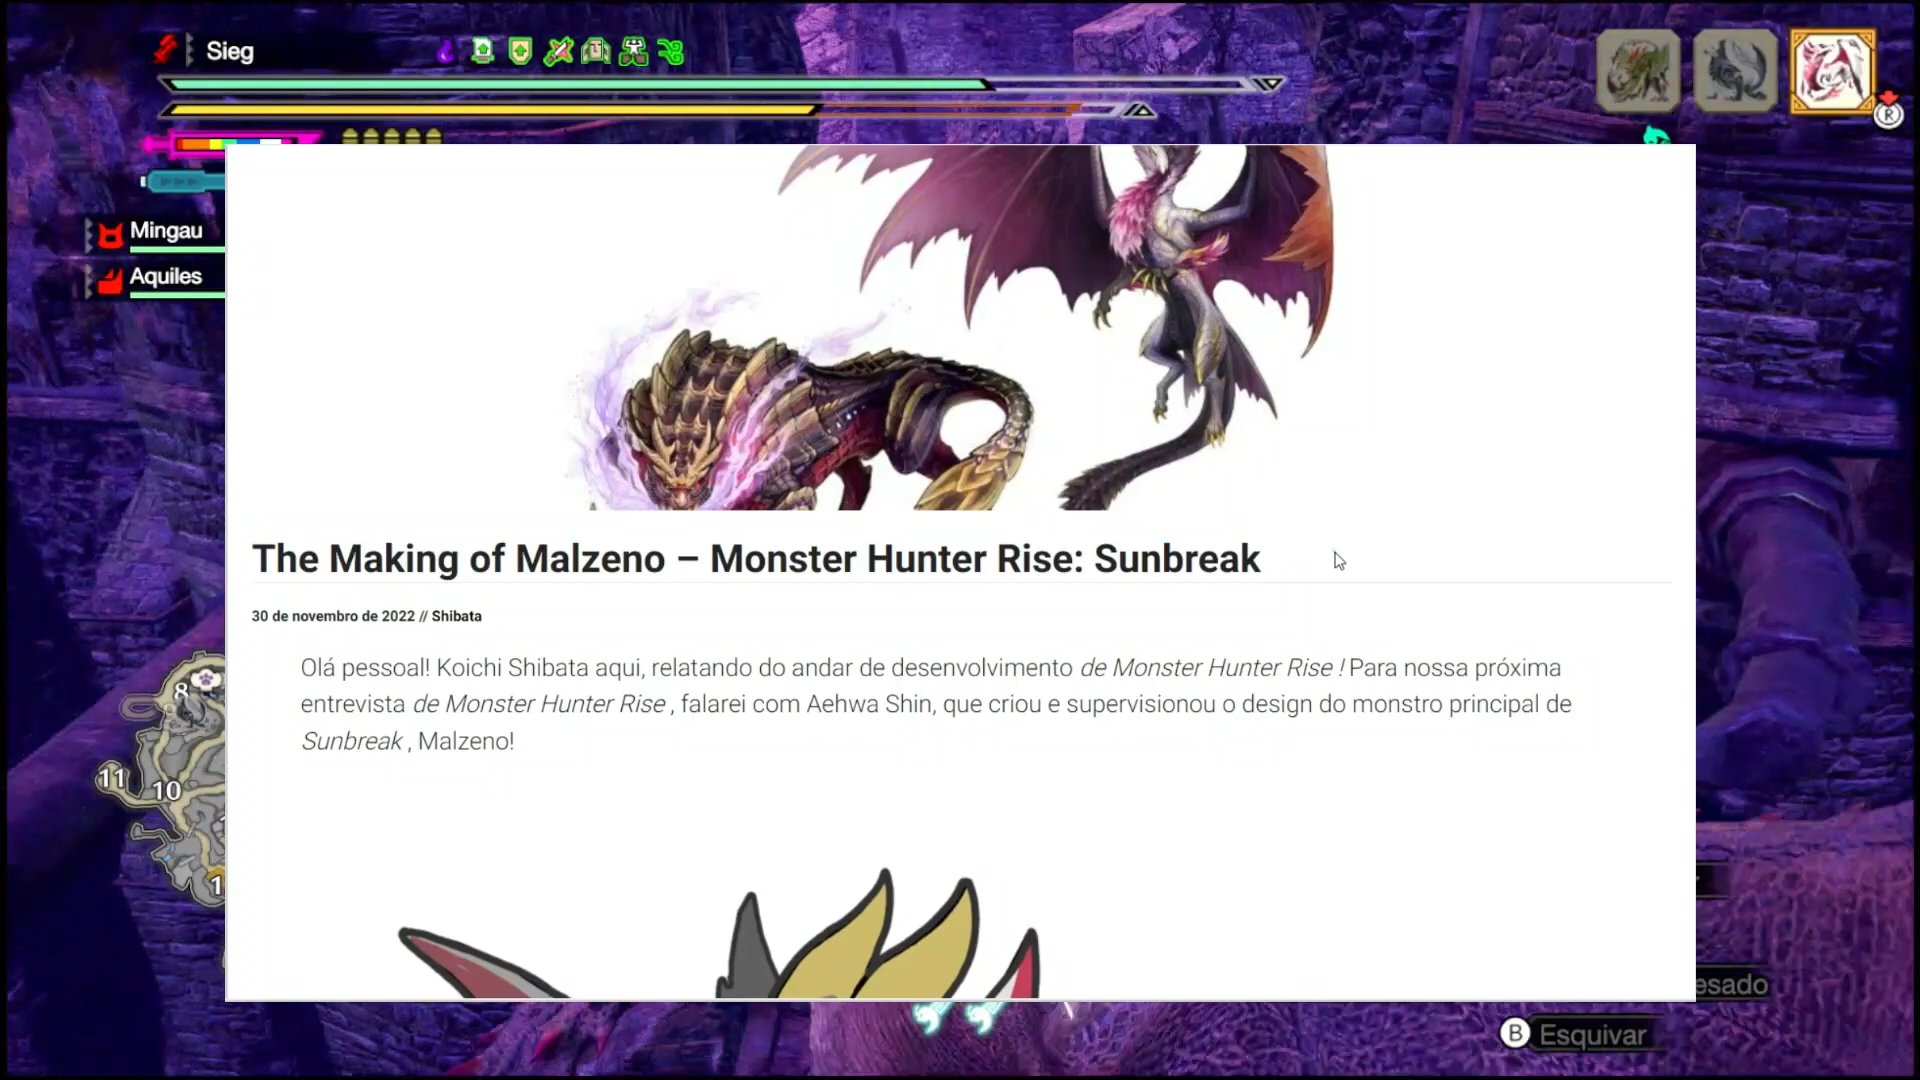 Sieg
R
Mingau
Aquiles
The Making of Malzeno – Monster Hunter Rise: Sunbreak
30 de novembro de 2022 // Shibata
Olá pessoal! Koichi Shibata aqui, relatando do andar de desenvolvimento de Monster Hunter Rise ! Para nossa próxima
entrevista de Monster Hunter Rise , falarei com Aehwa Shin, que criou e supervisionou o design do monstro principal de
Sunbreak , Malzeno!
8
11
10
1
esado
B Esquivar